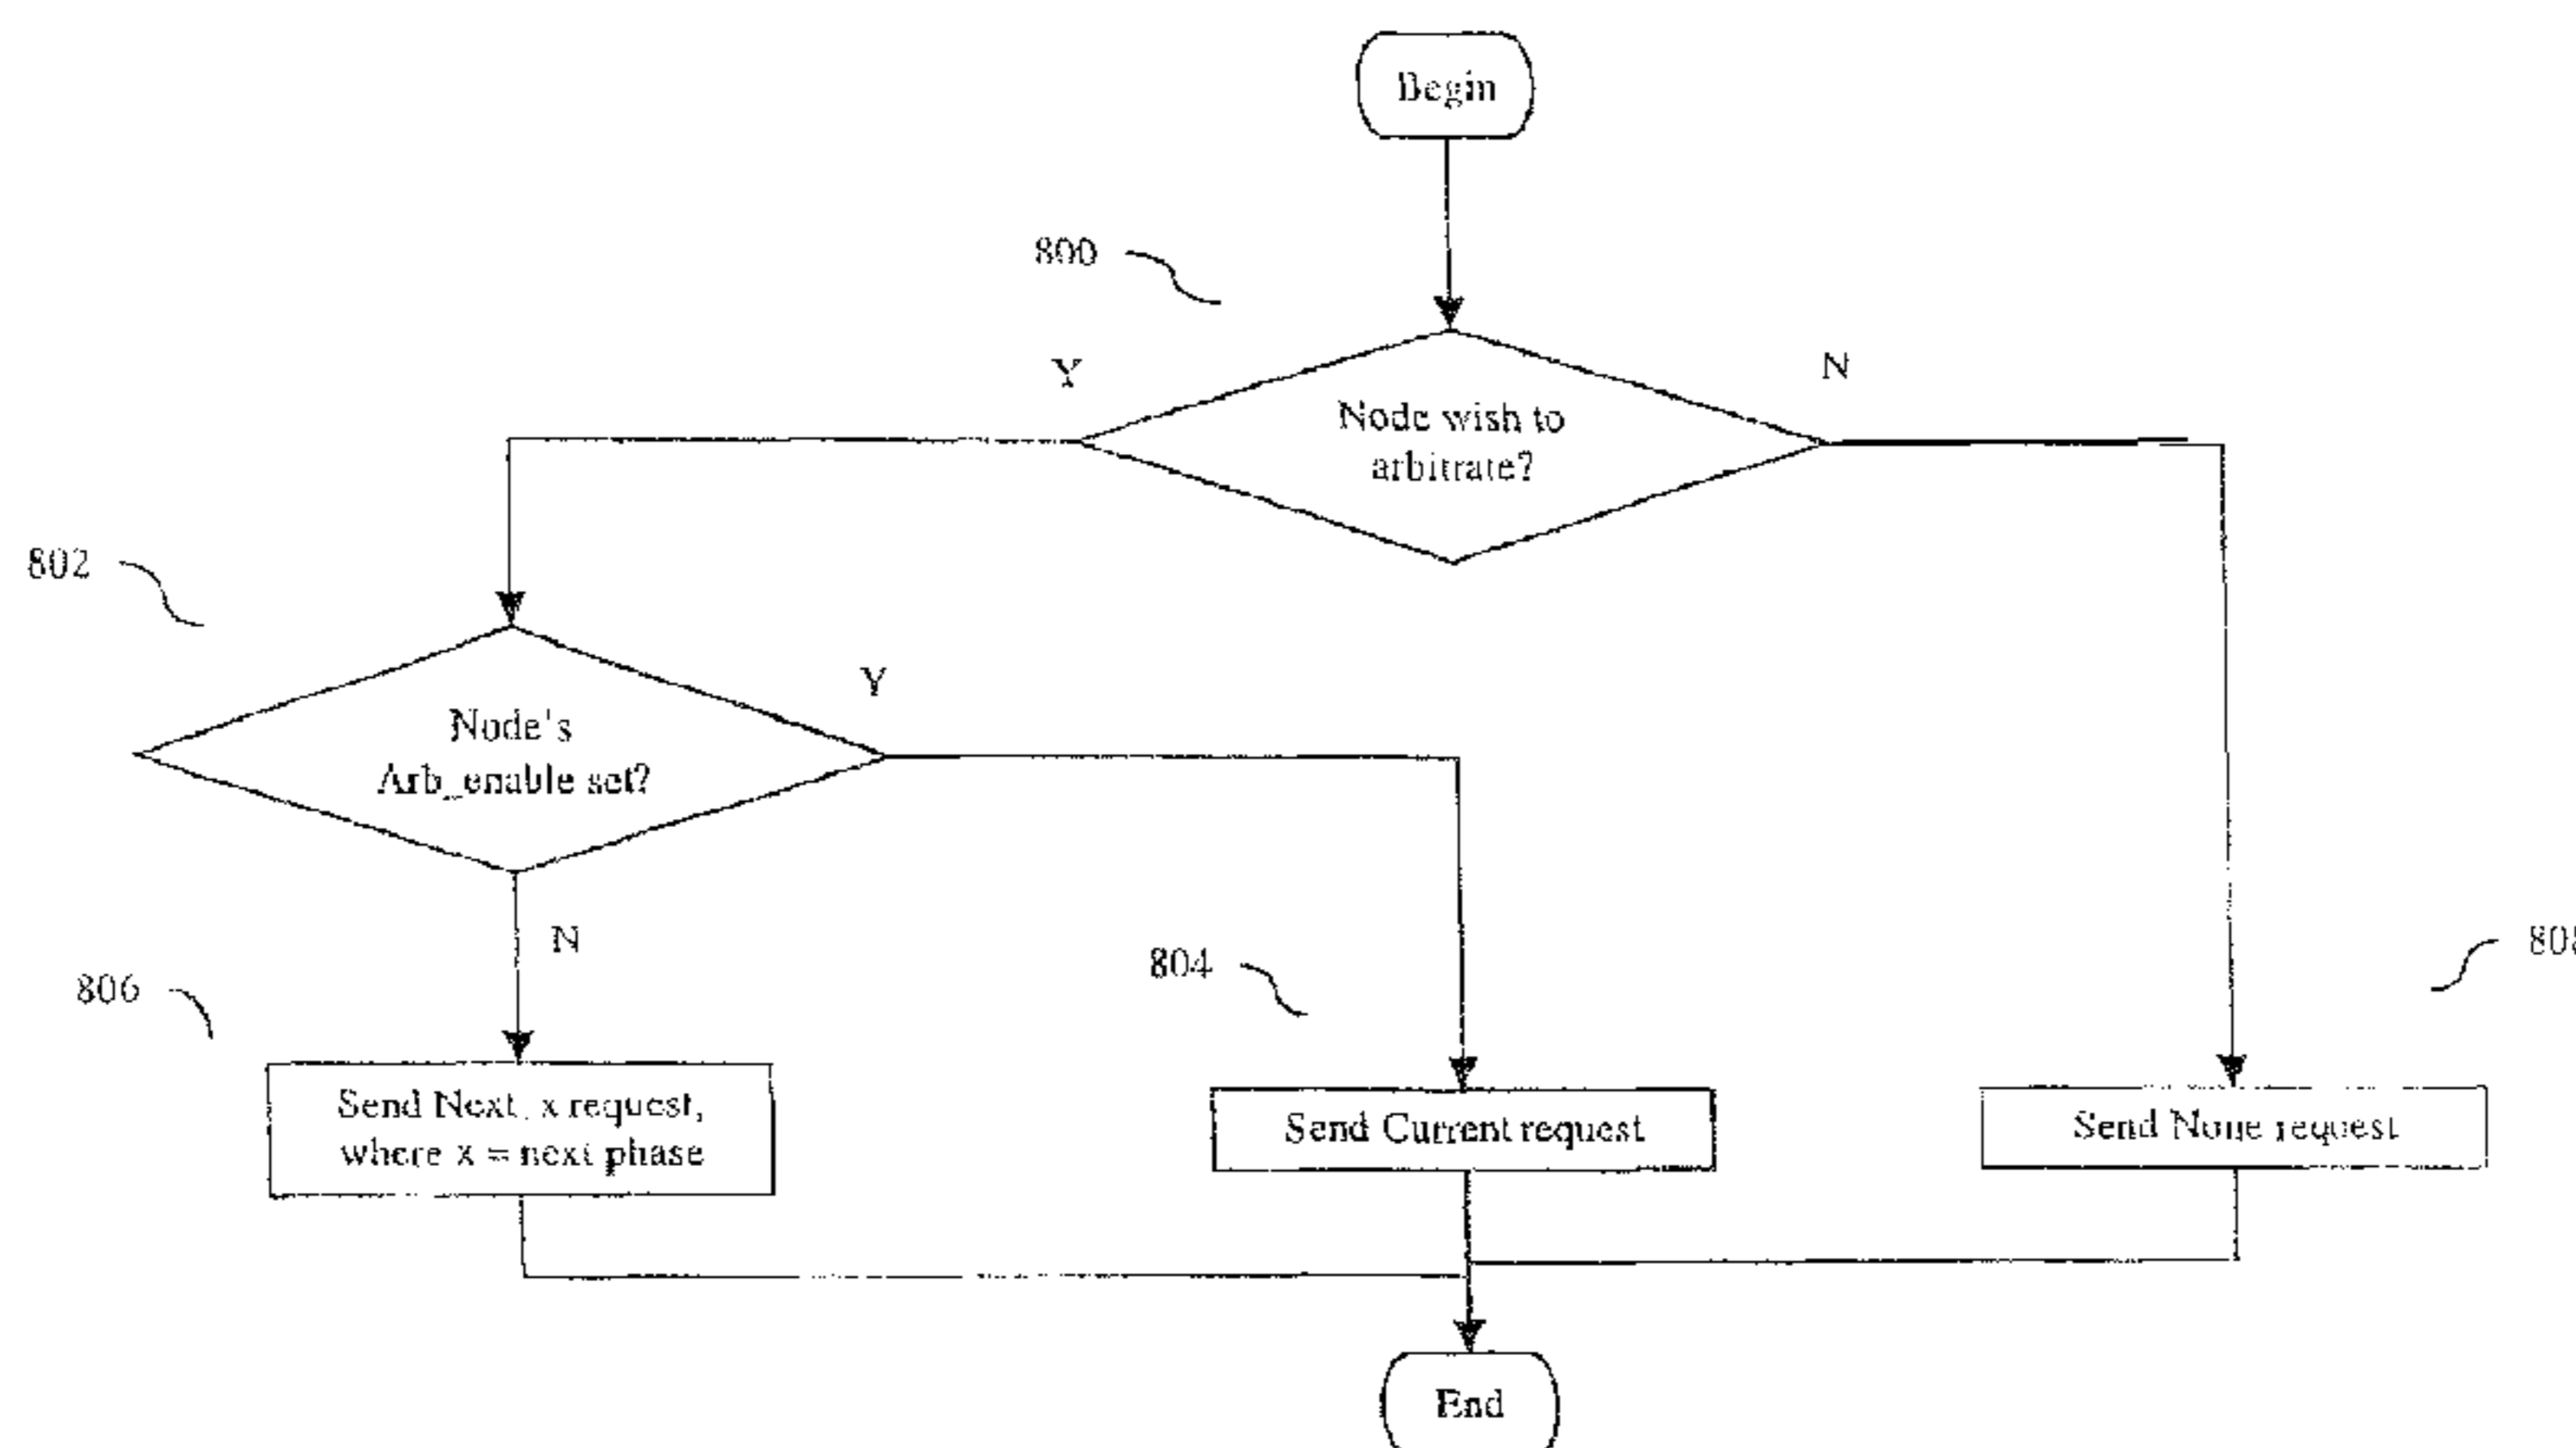 Begin
800
Y
N
Node wish to
arbitrate?
802
Y
Node's
Arb_enable set?
N
804
806
Send Next_x request,
where x = next phase
Send Current request
Send None request
End